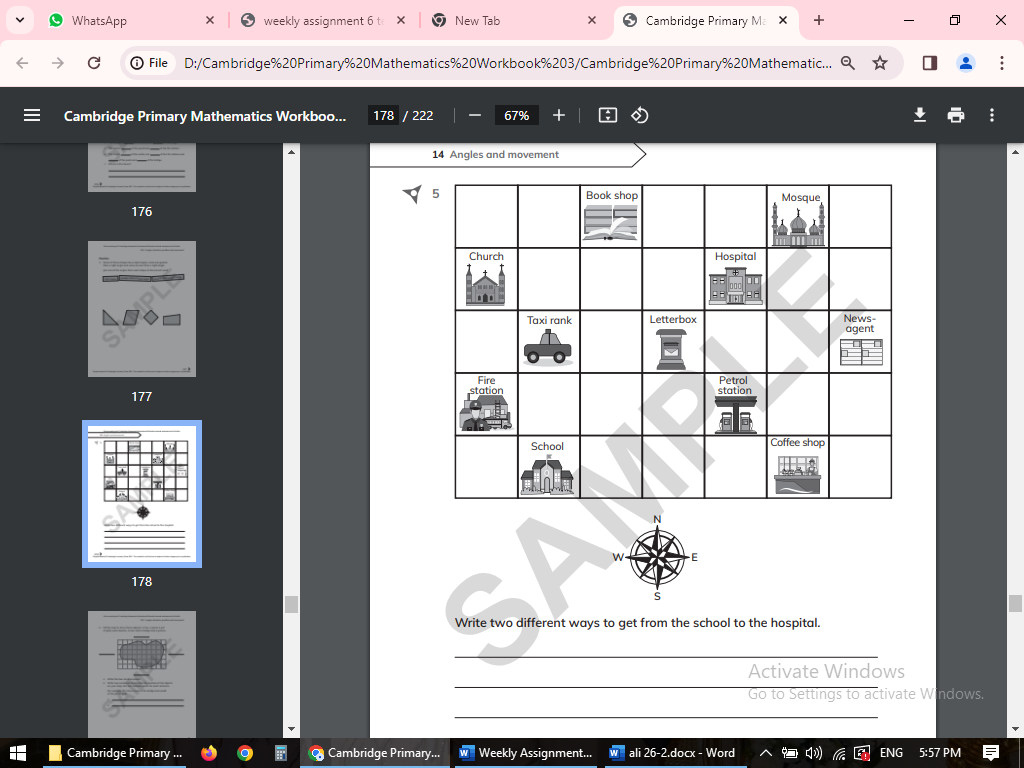 WhatsApp
weekly assignment 6 t
New Tab
Cambridge Primary Ma
File
D:/Cambridge%20Primary%20Mathematics%20Workbook%203/Cambridge%20Primary%20Mathematic...
Cambridge Primary Mathematics Workboo...
178 / 222
67%
176
177
178
14 Angles and movement
5
Book shop
Mosque
Church
Hospital
Taxi rank
Letterbox
News-
agent
Fire
station
Petrol
station
School
Coffee shop
N
W
E
S
SAMPLE
Write two different ways to get from the school to the hospital.
Activate Windows
Go to Settings to activate Windows.
Cambridge Primary ...
Cambridge Primary...
Weekly Assignment...
ali 26-2.docx - Word
ENG
5:57 PM